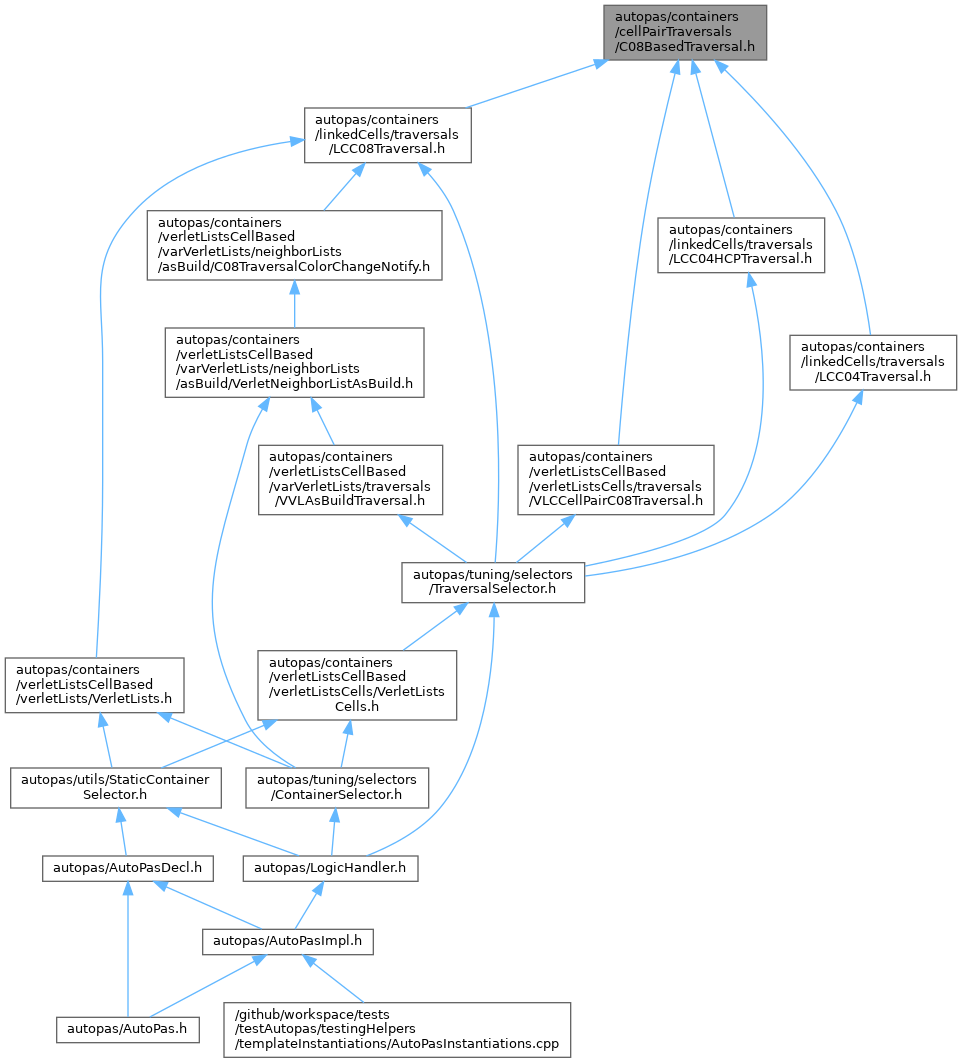 autopas/containers
/cellPairTraversals
/C08BasedTraversal.h
autopas/containers
/linkedCells/traversals
/LCC08Traversal.h
autopas/containers
/verletListsCellBased
/varVerletLists/neighborLists
/asBuild/C08TraversalColorChangeNotify.h
autopas/containers
/linkedCells/traversals
/LCC04HCPTraversal.h
autopas/containers
/verletListsCellBased
/varVerletLists/neighborLists
/asBuild/VerletNeighborListAsBuild.h
autopas/containers
/linkedCells/traversals
/LCC04Traversal.h
autopas/containers
/verletListsCellBased
/varVerletLists/traversals
/VVLAsBuildTraversal.h
autopas/containers
/verletListsCellBased
/verletListsCells/traversals
/VLCCellPairC08Traversal.h
autopas/tuning/selectors
/TraversalSelector.h
autopas/containers
/verletListsCellBased
/verletLists/VerletLists.h
autopas/containers
/verletListsCellBased
/verletListsCells/VerletLists
Cells.h
autopas/utils/StaticContainer
Selector.h
autopas/tuning/selectors
/ContainerSelector.h
autopas/AutoPasDecl.h
autopas/LogicHandler.h
autopas/AutoPasImpl.h
autopas/AutoPas.h
/github/workspace/tests
/testAutopas/testingHelpers
/templateInstantiations/AutoPasInstantiations.cpp